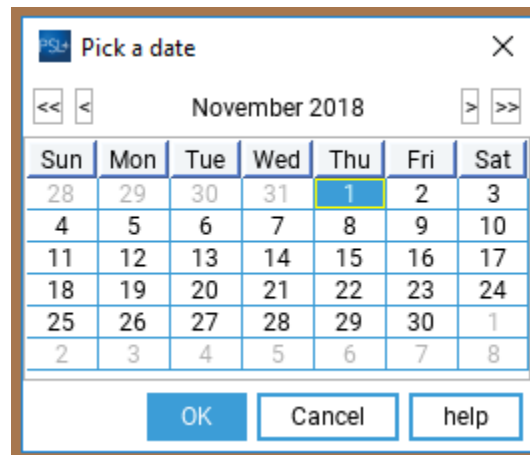 PSL+ Pick a date
<< < November 2018 > >>
Sun Mon Tue Wed Thu Fri Sat
28 29 30 31 1 2 3
4 5 6 7 8 9 10
11 12 13 14 15 16 17
18 19 20 21 22 23 24
25 26 27 28 29 30 1
2 3 4 5 6 7 8
OK Cancel help